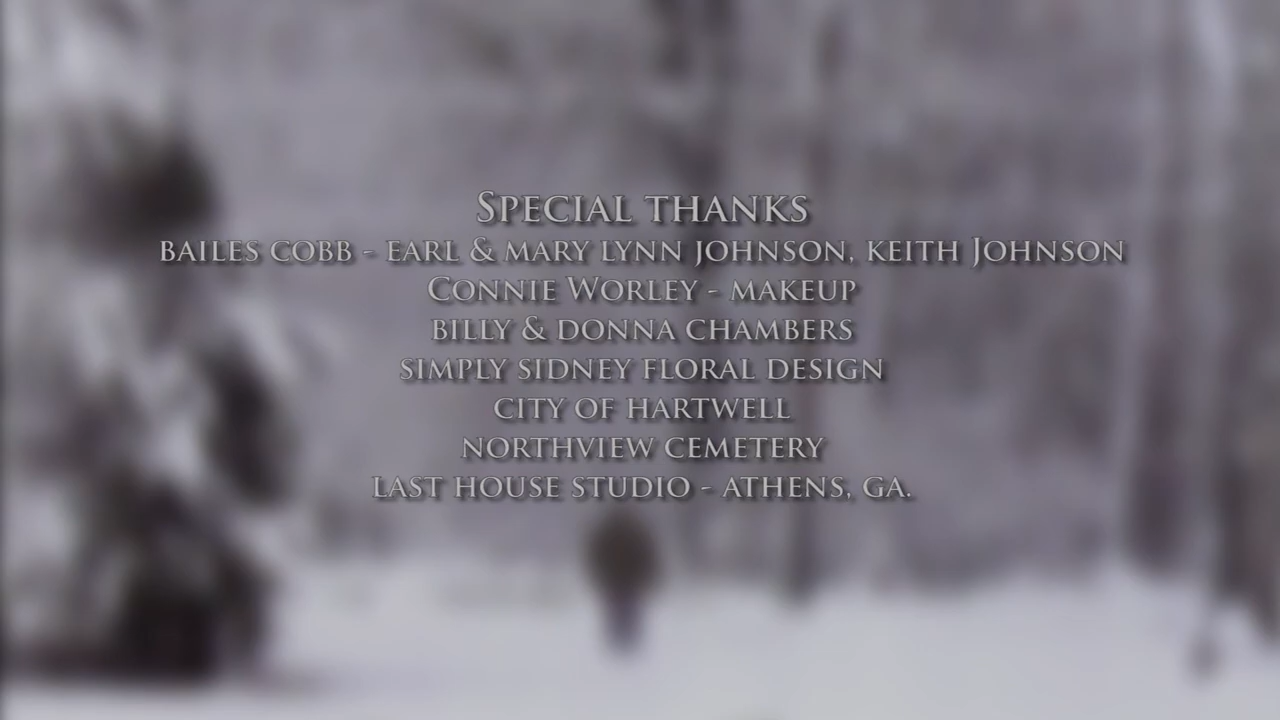 Special thanks
Bailes Cobb - Earl & Mary Lynn Johnson, Keith Johnson
Connie Worley - makeup
Billy & Donna Chambers
Simply Sidney Floral Design
City of Hartwell
Northview Cemetery
Last House Studio - Athens, GA.